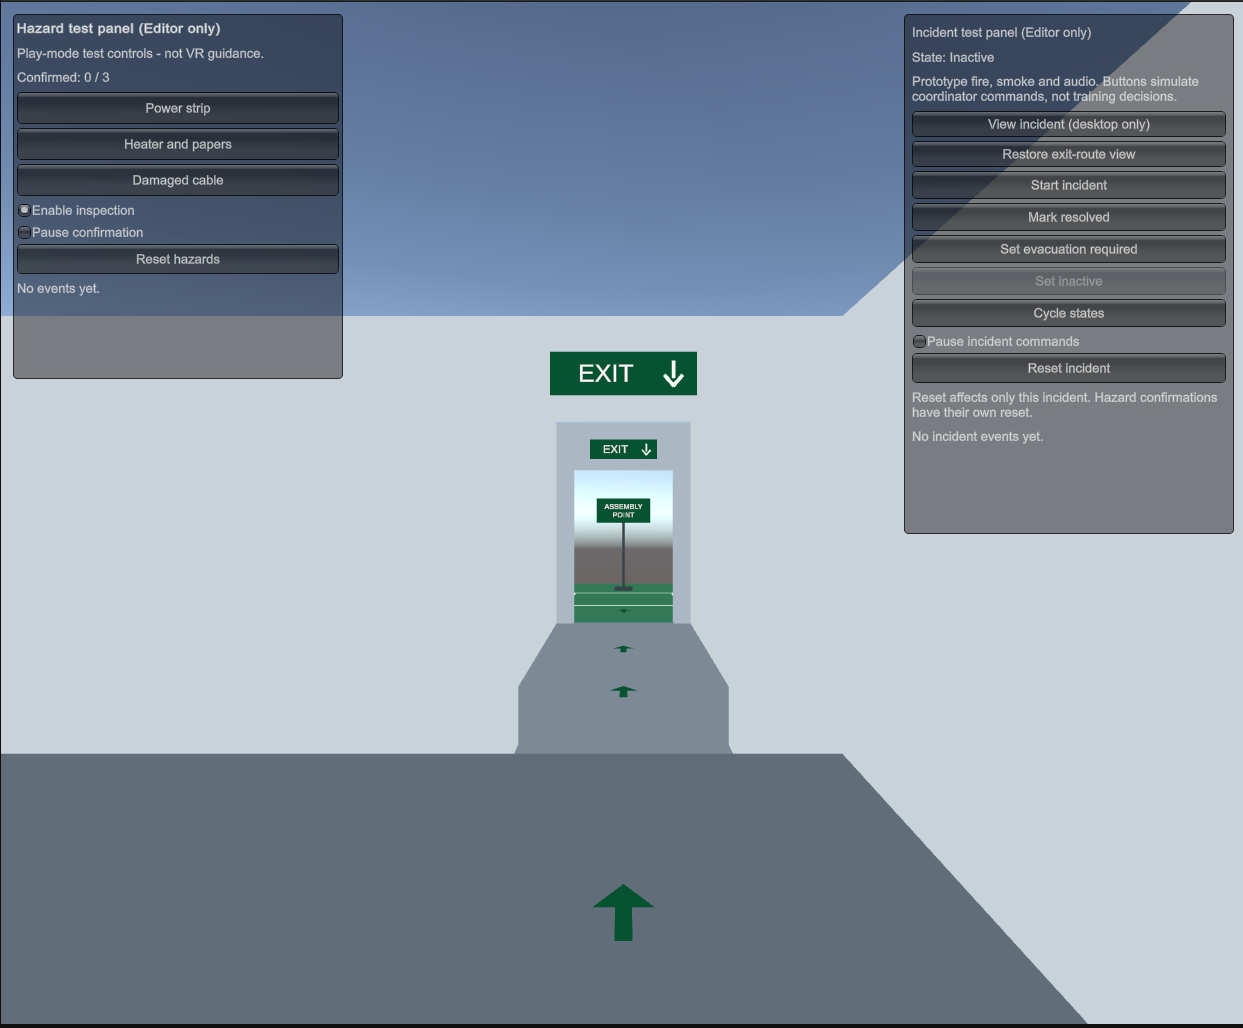 Hazard test panel (Editor only)
Play-mode test controls - not VR guidance.
Confirmed: 0 / 3
Power strip
Heater and papers
Damaged cable
Enable inspection
Pause confirmation
Reset hazards
No events yet.
Incident test panel (Editor only)
State: Inactive
Prototype fire, smoke and audio. Buttons simulate
coordinator commands, not training decisions.
View incident (desktop only)
Restore exit-route view
Start incident
Mark resolved
Set evacuation required
Set inactive
Cycle states
Pause incident commands
Reset incident
Reset affects only this incident. Hazard confirmations
have their own reset.
No incident events yet.
EXIT
EXIT
ASSEMBLY
POINT